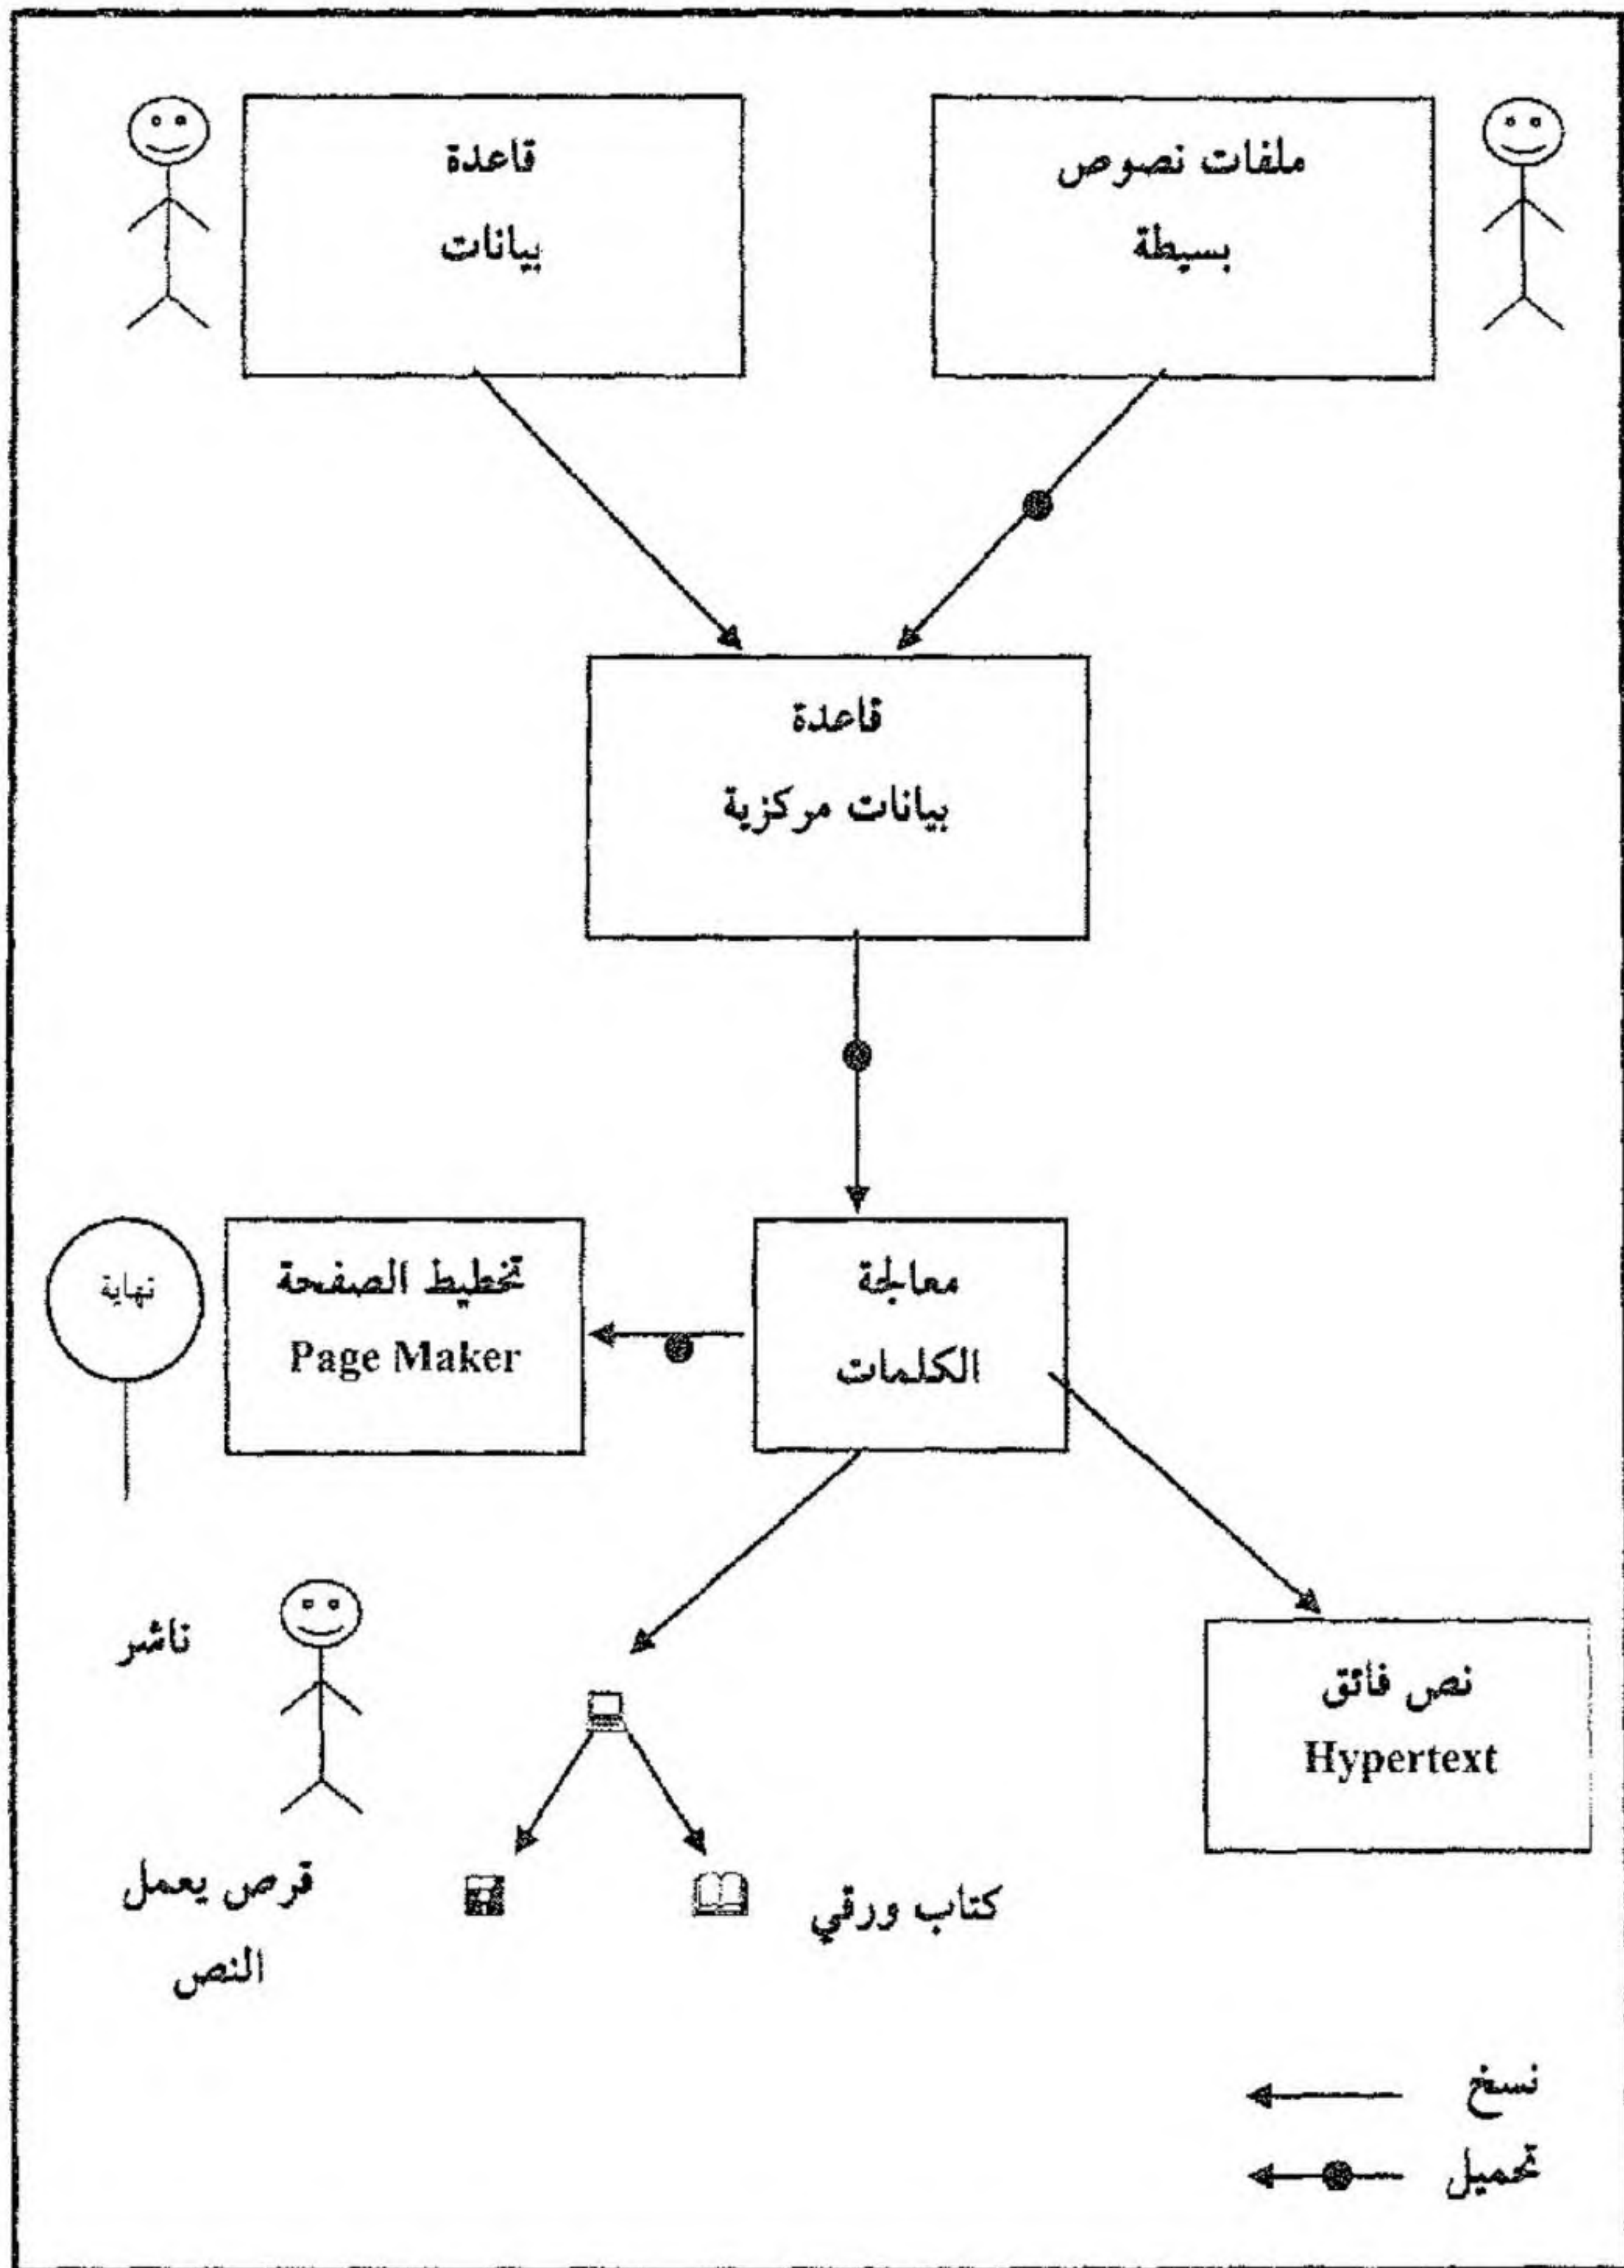 ملفات نصوص
بسيطة
قاعدة
بيانات
قاعدة
بيانات مركزية
معالجة
الكلمات
تخطيط الصفحة
Page Maker
نهاية
نص فائق
Hypertext
ناشر
كتاب ورقي
قرص يعمل
النص
نسخ
تحميل